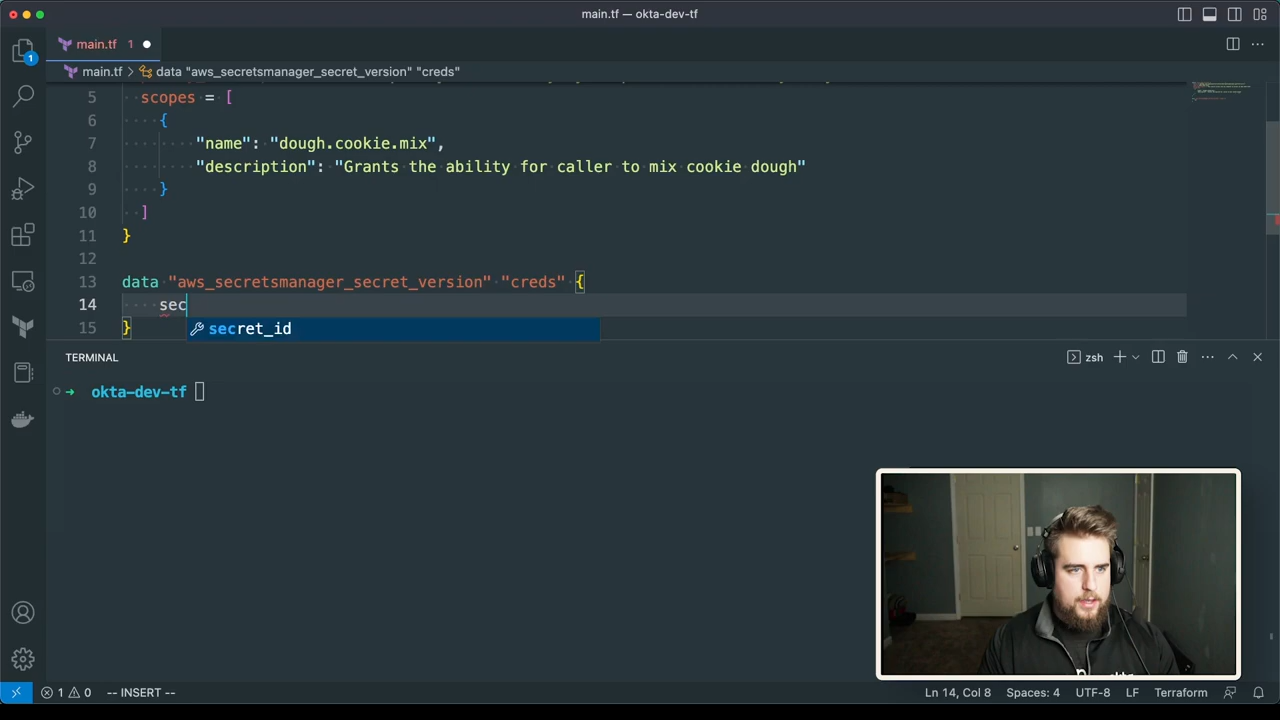 main.tf — okta-dev-tf
main.tf 1
1
main.tf > data "aws_secretsmanager_secret_version" "creds"
5 scopes = [
6 {
7 "name": "dough.cookie.mix",
8 "description": "Grants the ability for caller to mix cookie dough"
9 }
10 ]
11 }
12
13 data "aws_secretsmanager_secret_version" "creds" {
14 sec
secret_id
15 }
TERMINAL
zsh
okta-dev-tf
okta
1 0 -- INSERT --
Ln 14, Col 8 Spaces: 4 UTF-8 LF Terraform